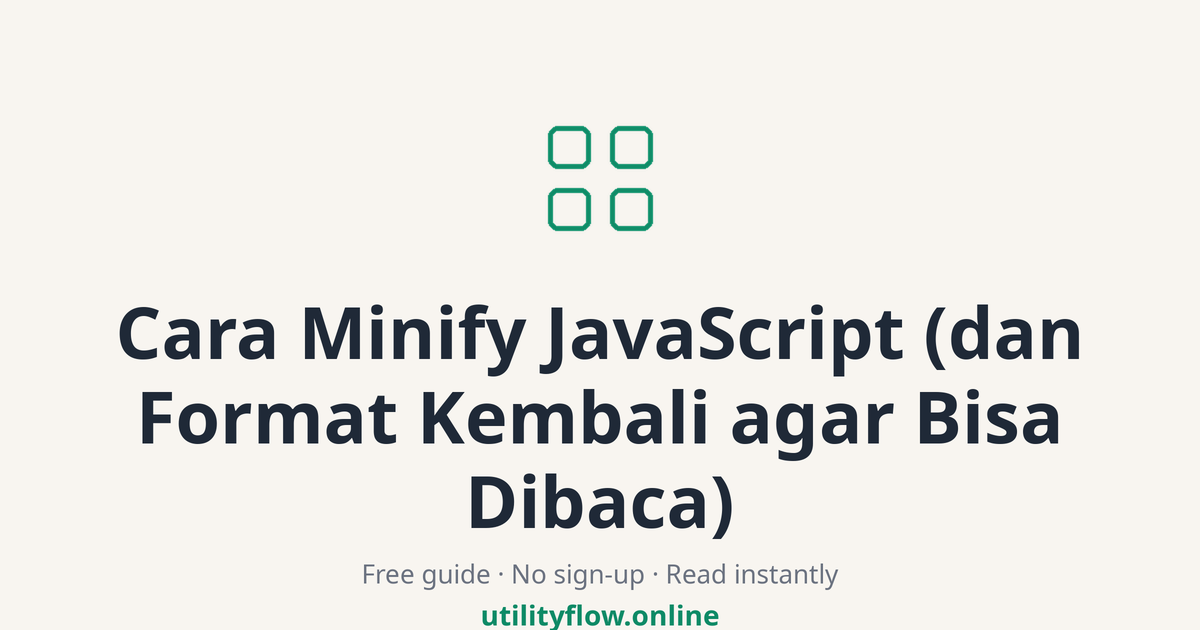 Cara Minify JavaScript (dan
Format Kembali agar Bisa
Dibaca)
Free guide · No sign-up · Read instantly
utilityflow.online